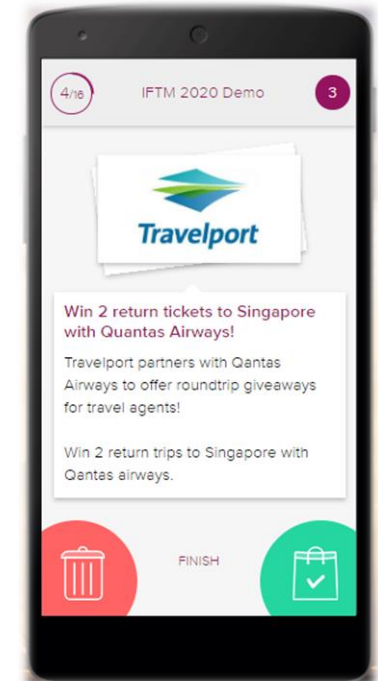 4/16
IFTM 2020 Demo
3
Travelport
Win 2 return tickets to Singapore
with Quantas Airways!
Travelport partners with Qantas
Airways to offer roundtrip giveaways
for travel agents!
Win 2 return trips to Singapore with
Qantas airways.
FINISH